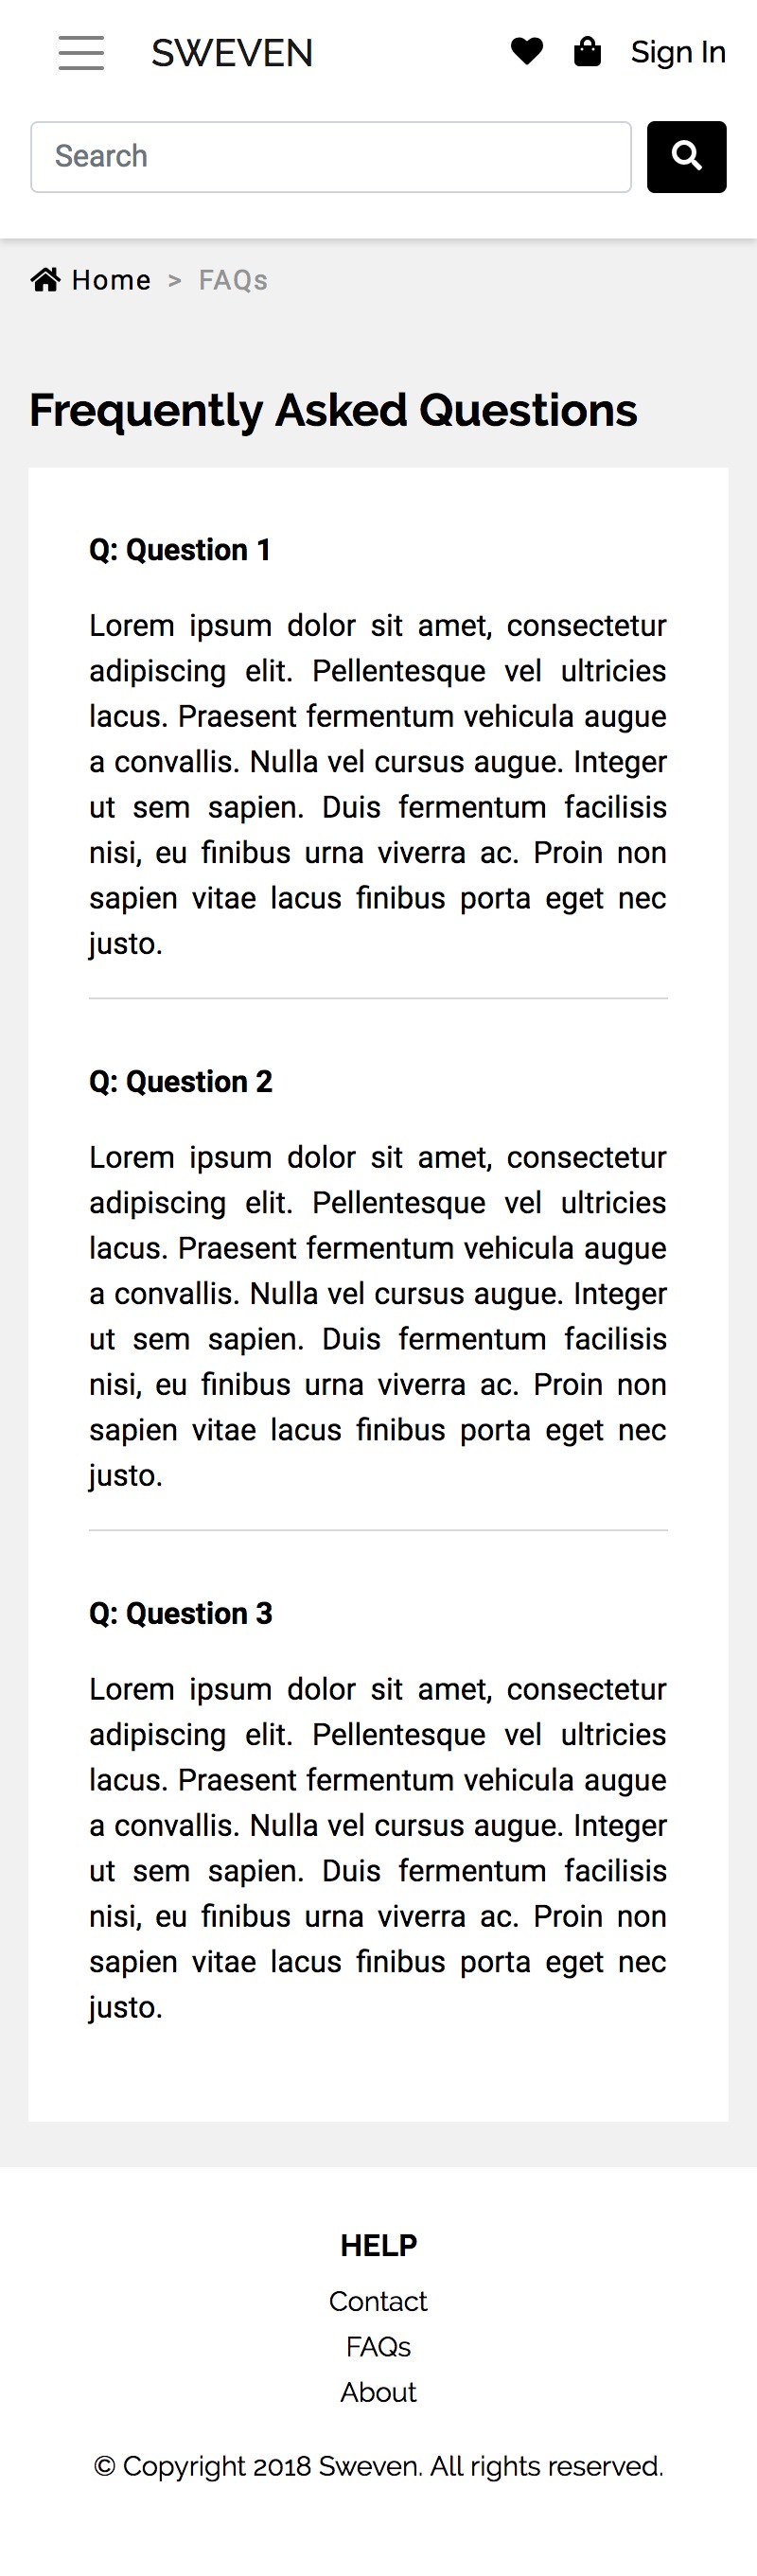 SWEVEN Sign In
Search
Home > FAQs
Frequently Asked Questions
Q: Question 1
Lorem ipsum dolor sit amet, consectetur
adipiscing elit. Pellentesque vel ultricies
lacus. Praesent fermentum vehicula augue
a convallis. Nulla vel cursus augue. Integer
ut sem sapien. Duis fermentum facilisis
nisi, eu finibus urna viverra ac. Proin non
sapien vitae lacus finibus porta eget nec
justo.
Q: Question 2
Lorem ipsum dolor sit amet, consectetur
adipiscing elit. Pellentesque vel ultricies
lacus. Praesent fermentum vehicula augue
a convallis. Nulla vel cursus augue. Integer
ut sem sapien. Duis fermentum facilisis
nisi, eu finibus urna viverra ac. Proin non
sapien vitae lacus finibus porta eget nec
justo.
Q: Question 3
Lorem ipsum dolor sit amet, consectetur
adipiscing elit. Pellentesque vel ultricies
lacus. Praesent fermentum vehicula augue
a convallis. Nulla vel cursus augue. Integer
ut sem sapien. Duis fermentum facilisis
nisi, eu finibus urna viverra ac. Proin non
sapien vitae lacus finibus porta eget nec
justo.
HELP
Contact
FAQs
About
© Copyright 2018 Sweven. All rights reserved.